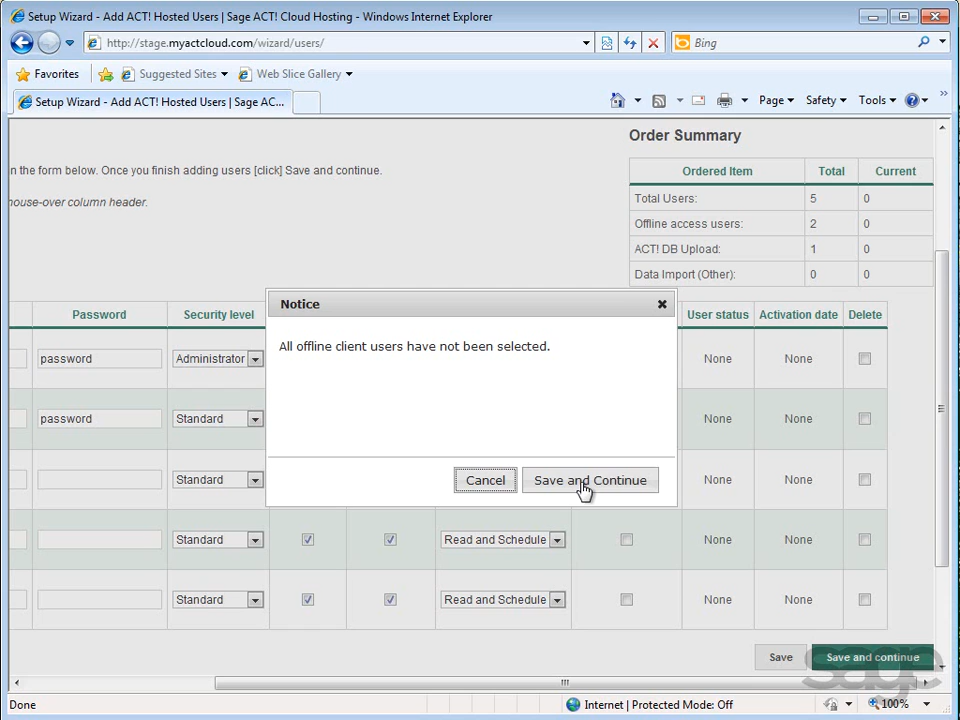 Setup Wizard - Add ACT! Hosted Users | Sage ACT! Cloud Hosting - Windows Internet Explorer
http://stage.myactcloud.com/wizard/users/
Bing
Favorites
Suggested Sites
Web Slice Gallery
Setup Wizard - Add ACT! Hosted Users | Sage AC...
Page
Safety
Tools
Order Summary
in the form below. Once you finish adding users [click] Save and continue.
Ordered Item Total Current
Total Users: 5 0
Offline access users: 2 0
ACT! DB Upload: 1 0
Data Import (Other): 0 0
mouse-over column header.
Password Security level User status Activation date Delete
Notice
All offline client users have not been selected.
Cancel Save and Continue
password Administrator None None
password Standard None None
Standard None None
Standard Read and Schedule None None
Standard Read and Schedule None None
Save Save and continue
sage
Done
Internet | Protected Mode: Off
100%